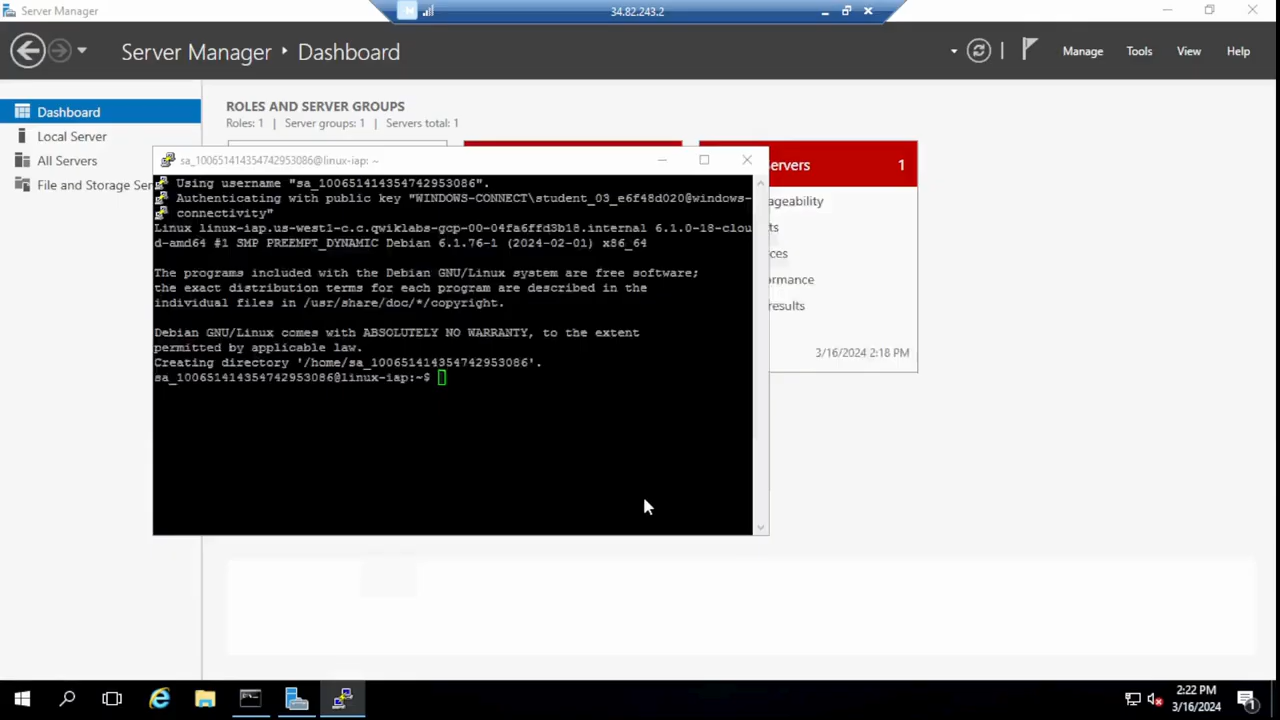 Server Manager
34.82.243.2
Server Manager • Dashboard
Manage
Tools
View
Help
Dashboard
Local Server
All Servers
File and Storage Ser
ROLES AND SERVER GROUPS
Roles: 1 | Server groups: 1 | Servers total: 1
sa_100651414354742953086@linux-iap: ~
Using username "sa_100651414354742953086".
Authenticating with public key "WINDOWS-CONNECT\student_03_e6f48d020@windows-
connectivity"
Linux linux-iap.us-west1-c.c.qwiklabs-gcp-00-04fa6ffd3b18.internal 6.1.0-18-clou
d-amd64 #1 SMP PREEMPT_DYNAMIC Debian 6.1.76-1 (2024-02-01) x86_64
The programs included with the Debian GNU/Linux system are free software;
the exact distribution terms for each program are described in the
individual files in /usr/share/doc/*/copyright.
Debian GNU/Linux comes with ABSOLUTELY NO WARRANTY, to the extent
permitted by applicable law.
Creating directory '/home/sa_100651414354742953086'.
sa_100651414354742953086@linux-iap:~$
ervers 1
ageability
ts
ces
ormance
results
3/16/2024 2:18 PM
2:22 PM
3/16/2024
1